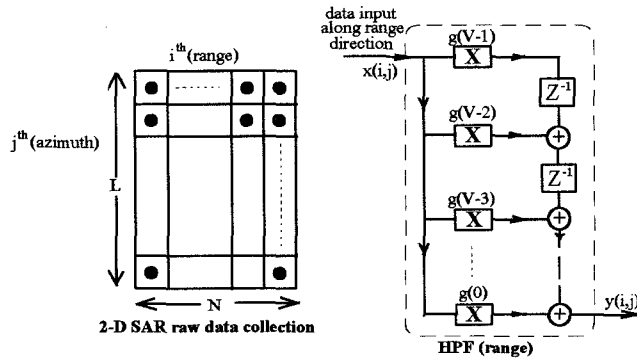 i^th(range)
j^th(azimuth)
L
N
2-D SAR raw data collection
data input
along range
direction
x(i,j)
g(V-1)
X
Z^-1
g(V-2)
X
+
Z^-1
g(V-3)
X
+
g(0)
X
+
y(i,j)
HPF (range)